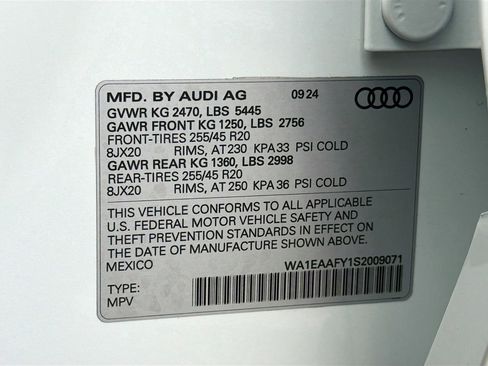 MFD. BY AUDI AG 09 24
GVWR KG 2470, LBS 5445
GAWR FRONT KG 1250, LBS 2756
FRONT-TIRES 255/45 R20
8JX20 RIMS, AT 230 KPA 33 PSI COLD
GAWR REAR KG 1360, LBS 2998
REAR-TIRES 255/45 R20
8JX20 RIMS, AT 250 KPA 36 PSI COLD
THIS VEHICLE CONFORMS TO ALL APPLICABLE
U.S. FEDERAL MOTOR VEHICLE SAFETY AND
THEFT PREVENTION STANDARDS IN EFFECT ON
THE DATE OF MANUFACTURE SHOWN ABOVE.
MEXICO
WA1EAAFY1S2009071
TYPE:
MPV